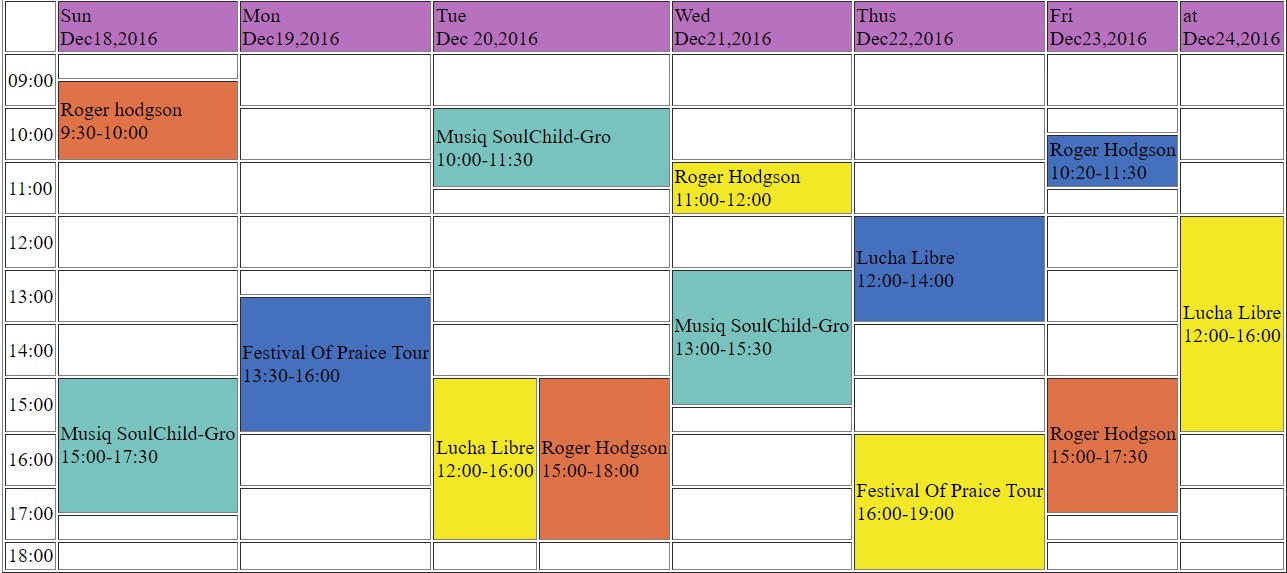 Sun
Dec18,2016
Mon
Dec19,2016
Tue
Dec 20,2016
Wed
Dec21,2016
Thus
Dec22,2016
Fri
Dec23,2016
at
Dec24,2016
09:00
Roger hodgson
9:30-10:00
10:00
Musiq SoulChild-Gro
10:00-11:30
Roger Hodgson
10:20-11:30
11:00
Roger Hodgson
11:00-12:00
12:00
Lucha Libre
12:00-14:00
Lucha Libre
12:00-16:00
13:00
Festival Of Praice Tour
13:30-16:00
Musiq SoulChild-Gro
13:00-15:30
14:00
15:00
Musiq SoulChild-Gro
15:00-17:30
Lucha Libre
12:00-16:00
Roger Hodgson
15:00-18:00
Roger Hodgson
15:00-17:30
16:00
Festival Of Praice Tour
16:00-19:00
17:00
18:00